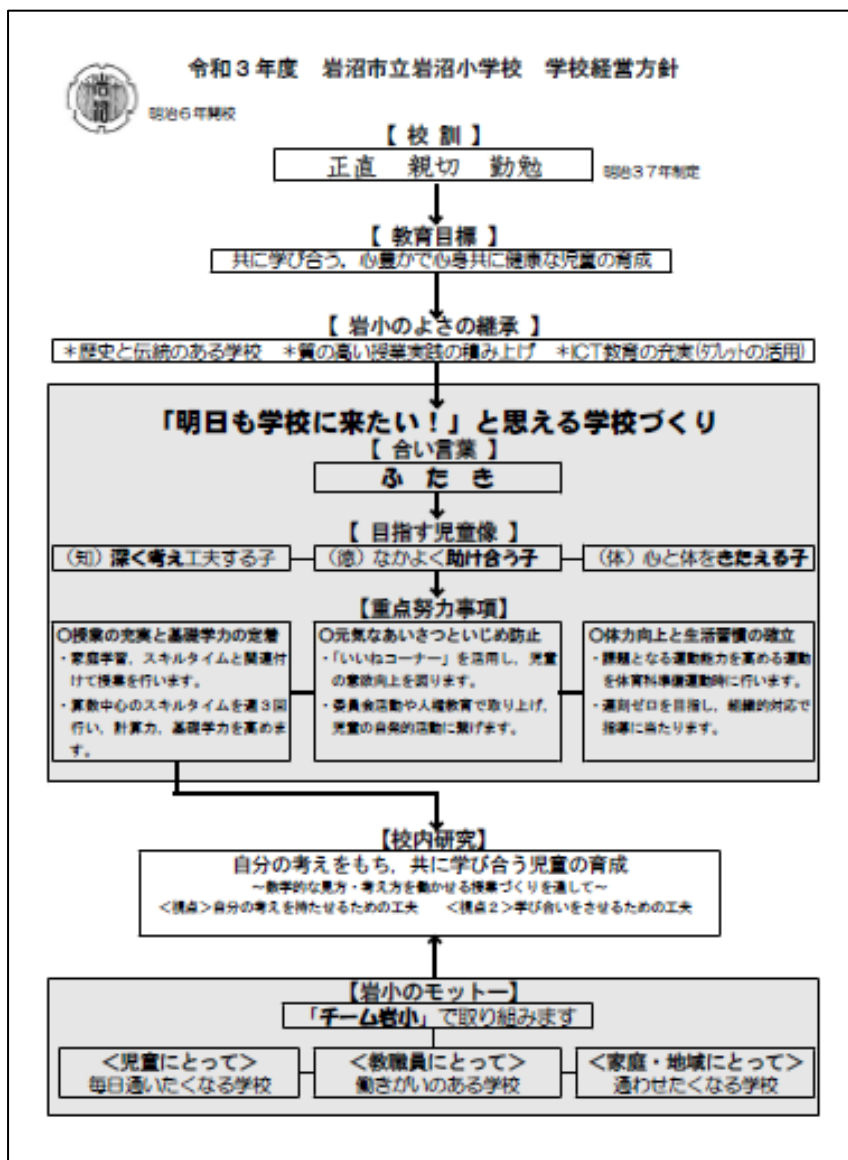 令和３年度　岩沼市立岩沼小学校　学校経営方針
岩沼
明治６年開校
【 校 訓 】
正直　親切　勤勉
明治３７年制定
【 教育目標 】
共に学び合う，心豊かで心身共に健康な児童の育成
【 岩小のよさの継承 】
＊歴史と伝統のある学校　＊質の高い授業実践の積み上げ　＊ICT教育の充実(タブレットの活用)
「明日も学校に来たい！」と思える学校づくり
【 合い言葉 】
ふ た き
【 目指す児童像 】
（知）深く考え工夫する子　（徳）なかよく助け合う子　（体）心と体をきたえる子
【重点努力事項】
〇授業の充実と基礎学力の定着
・家庭学習，スキルタイムと関連付
けて授業を行います。
・算数中心のスキルタイムを週３回
行い，計算力，基礎学力を高めま
す。
〇元気なあいさつといじめ防止
・「いいねコーナー」を活用し，児童
の意欲向上を図ります。
・委員会活動や人権教育で取り上げ，
児童の自発的活動に繋げます。
〇体力向上と生活習慣の確立
・課題となる運動能力を高める運動
を体育科準備運動時に行います。
・遅刻ゼロを目指し，組織的対応で
指導に当たります。
【校内研究】
自分の考えをもち，共に学び合う児童の育成
～数学的な見方・考え方を働かせる授業づくりを通して～
＜視点＞自分の考えを持たせるための工夫　＜視点２＞学び合いをさせるための工夫
【岩小のモットー】
「チーム岩小」で取り組みます
＜児童にとって＞
毎日通いたくなる学校
＜教職員にとって＞
働きがいのある学校
＜家庭・地域にとって＞
通わせたくなる学校